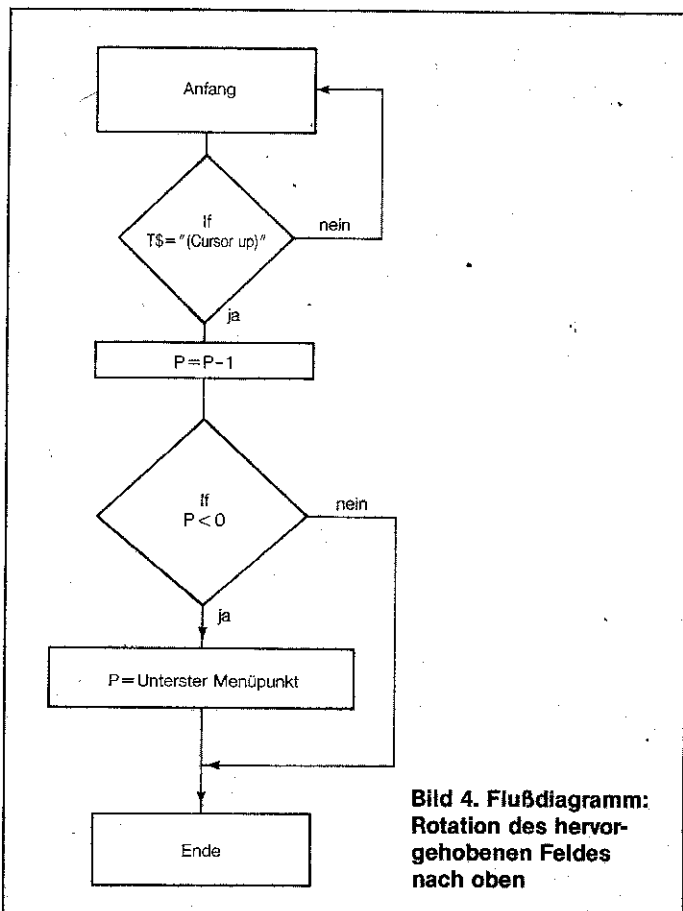 Anfang
If
T$="(Cursor up)"
nein
ja
P=P-1
If
P<0
nein
ja
P=Unterster Menüpunkt
Ende
Bild 4. Flußdiagramm:
Rotation des hervor-
gehobenen Feldes
nach oben